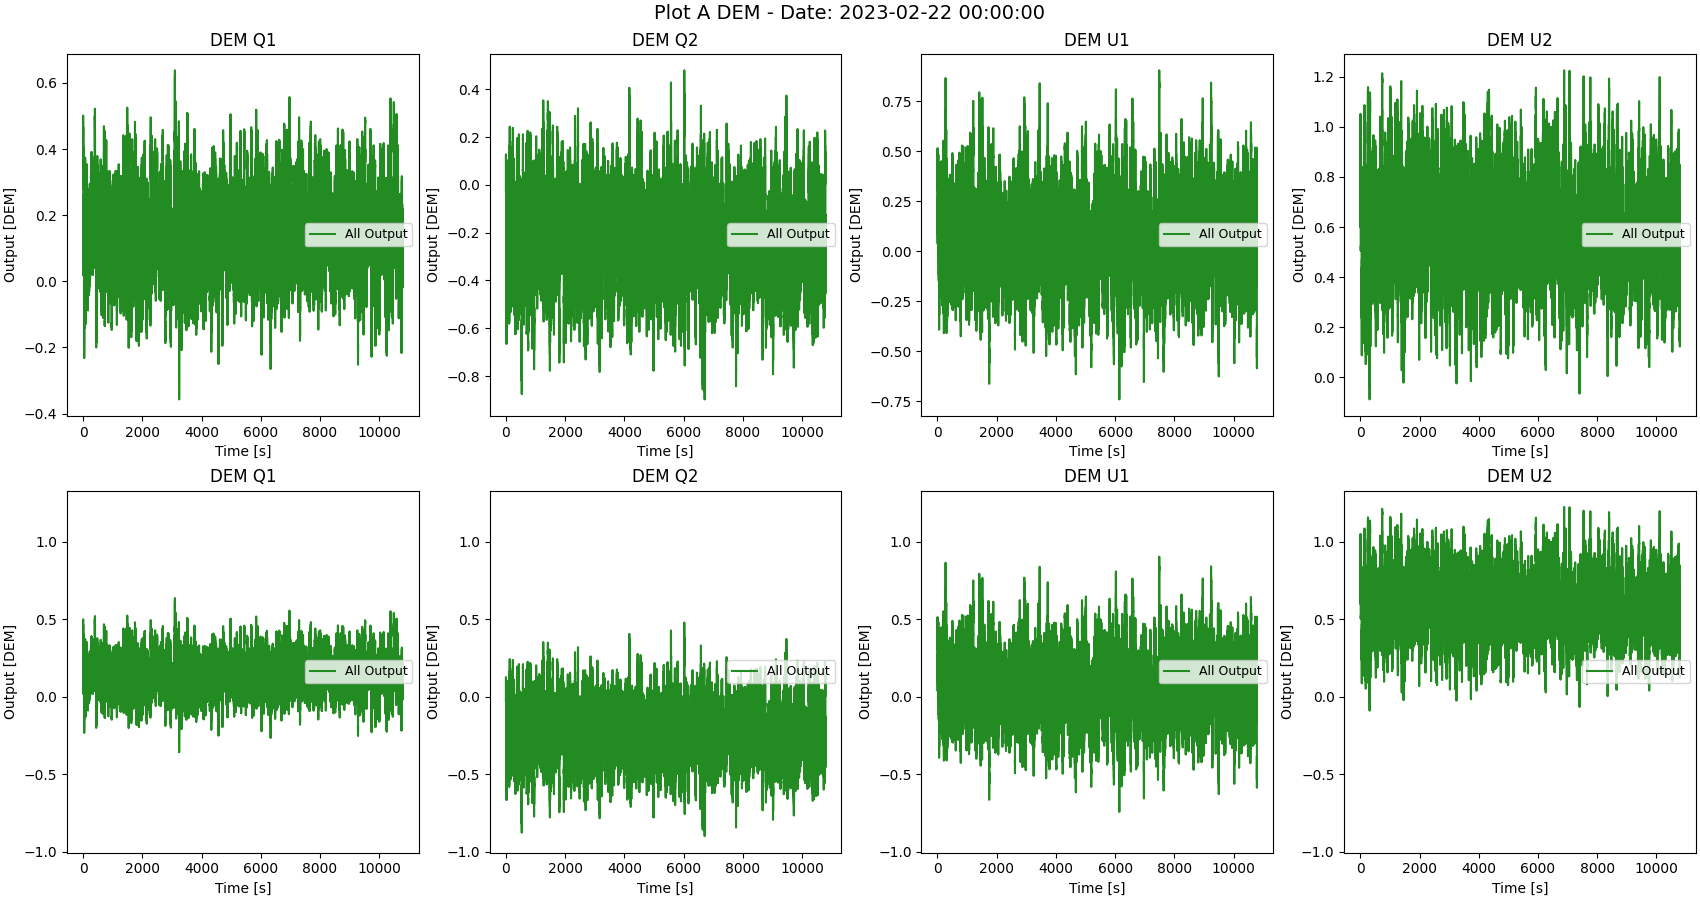 Plot A DEM - Date: 2023-02-22 00:00:00
DEM Q1
DEM Q2
DEM U1
DEM U2
Output [DEM]
0.6
0.4
0.2
0.0
−0.2
−0.4
All Output
0 2000 4000 6000 8000 10000
Time [s]
Output [DEM]
0.4
0.2
0.0
−0.2
−0.4
−0.6
−0.8
All Output
0 2000 4000 6000 8000 10000
Time [s]
Output [DEM]
0.75
0.50
0.25
0.00
−0.25
−0.50
−0.75
All Output
0 2000 4000 6000 8000 10000
Time [s]
Output [DEM]
1.2
1.0
0.8
0.6
0.4
0.2
0.0
All Output
0 2000 4000 6000 8000 10000
Time [s]
DEM Q1
DEM Q2
DEM U1
DEM U2
Output [DEM]
1.0
0.5
0.0
−0.5
−1.0
All Output
0 2000 4000 6000 8000 10000
Time [s]
Output [DEM]
1.0
0.5
0.0
−0.5
−1.0
All Output
0 2000 4000 6000 8000 10000
Time [s]
Output [DEM]
1.0
0.5
0.0
−0.5
−1.0
All Output
0 2000 4000 6000 8000 10000
Time [s]
Output [DEM]
1.0
0.5
0.0
−0.5
−1.0
All Output
0 2000 4000 6000 8000 10000
Time [s]